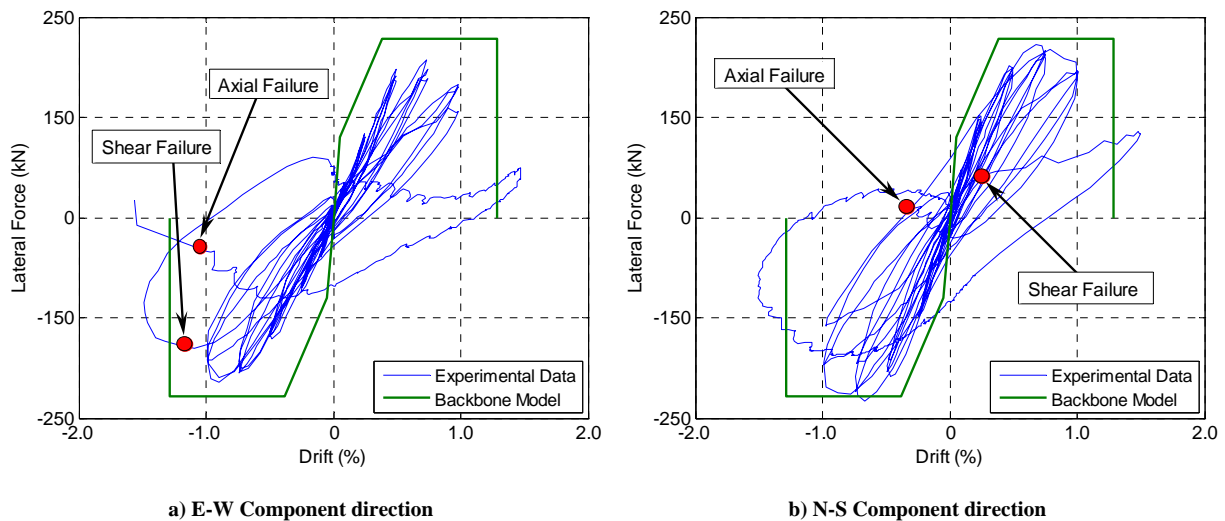 250
150
0
-150
-250
Lateral Force (kN)
-2.0 -1.0 0 1.0 2.0
Drift (%)
Axial Failure
Shear Failure
Experimental Data
Backbone Model
a) E-W Component direction
250
150
0
-150
-250
Lateral Force (kN)
-2.0 -1.0 0 1.0 2.0
Drift (%)
Axial Failure
Shear Failure
Experimental Data
Backbone Model
b) N-S Component direction